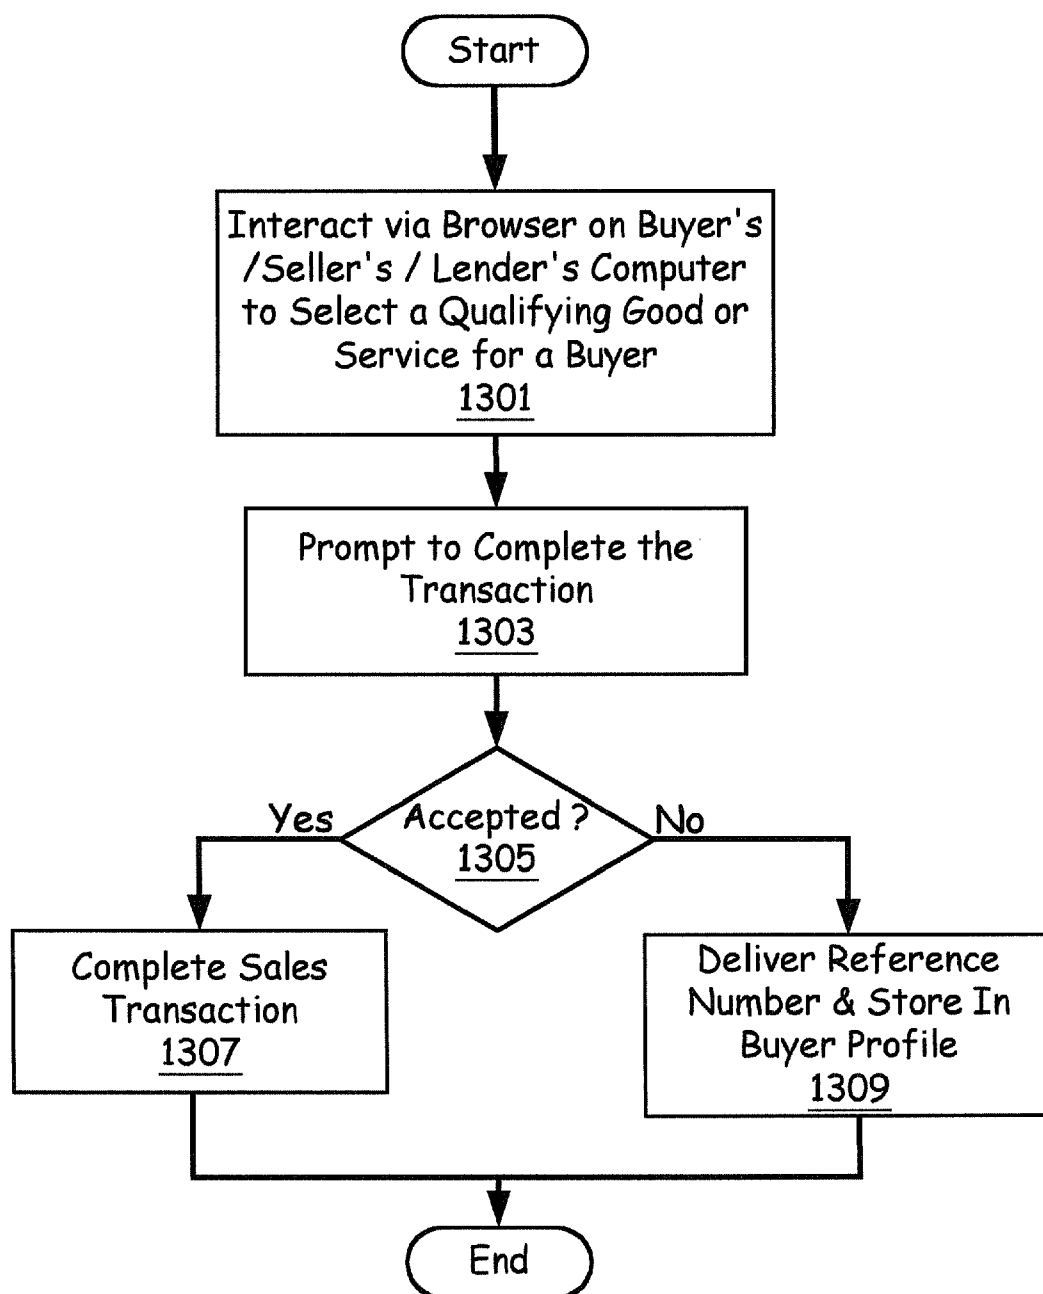 Start
Interact via Browser on Buyer's
/Seller's / Lender's Computer
to Select a Qualifying Good or
Service for a Buyer
1301
Prompt to Complete the
Transaction
1303
Yes
Accepted ?
No
1305
Complete Sales
Transaction
1307
Deliver Reference
Number & Store In
Buyer Profile
1309
End